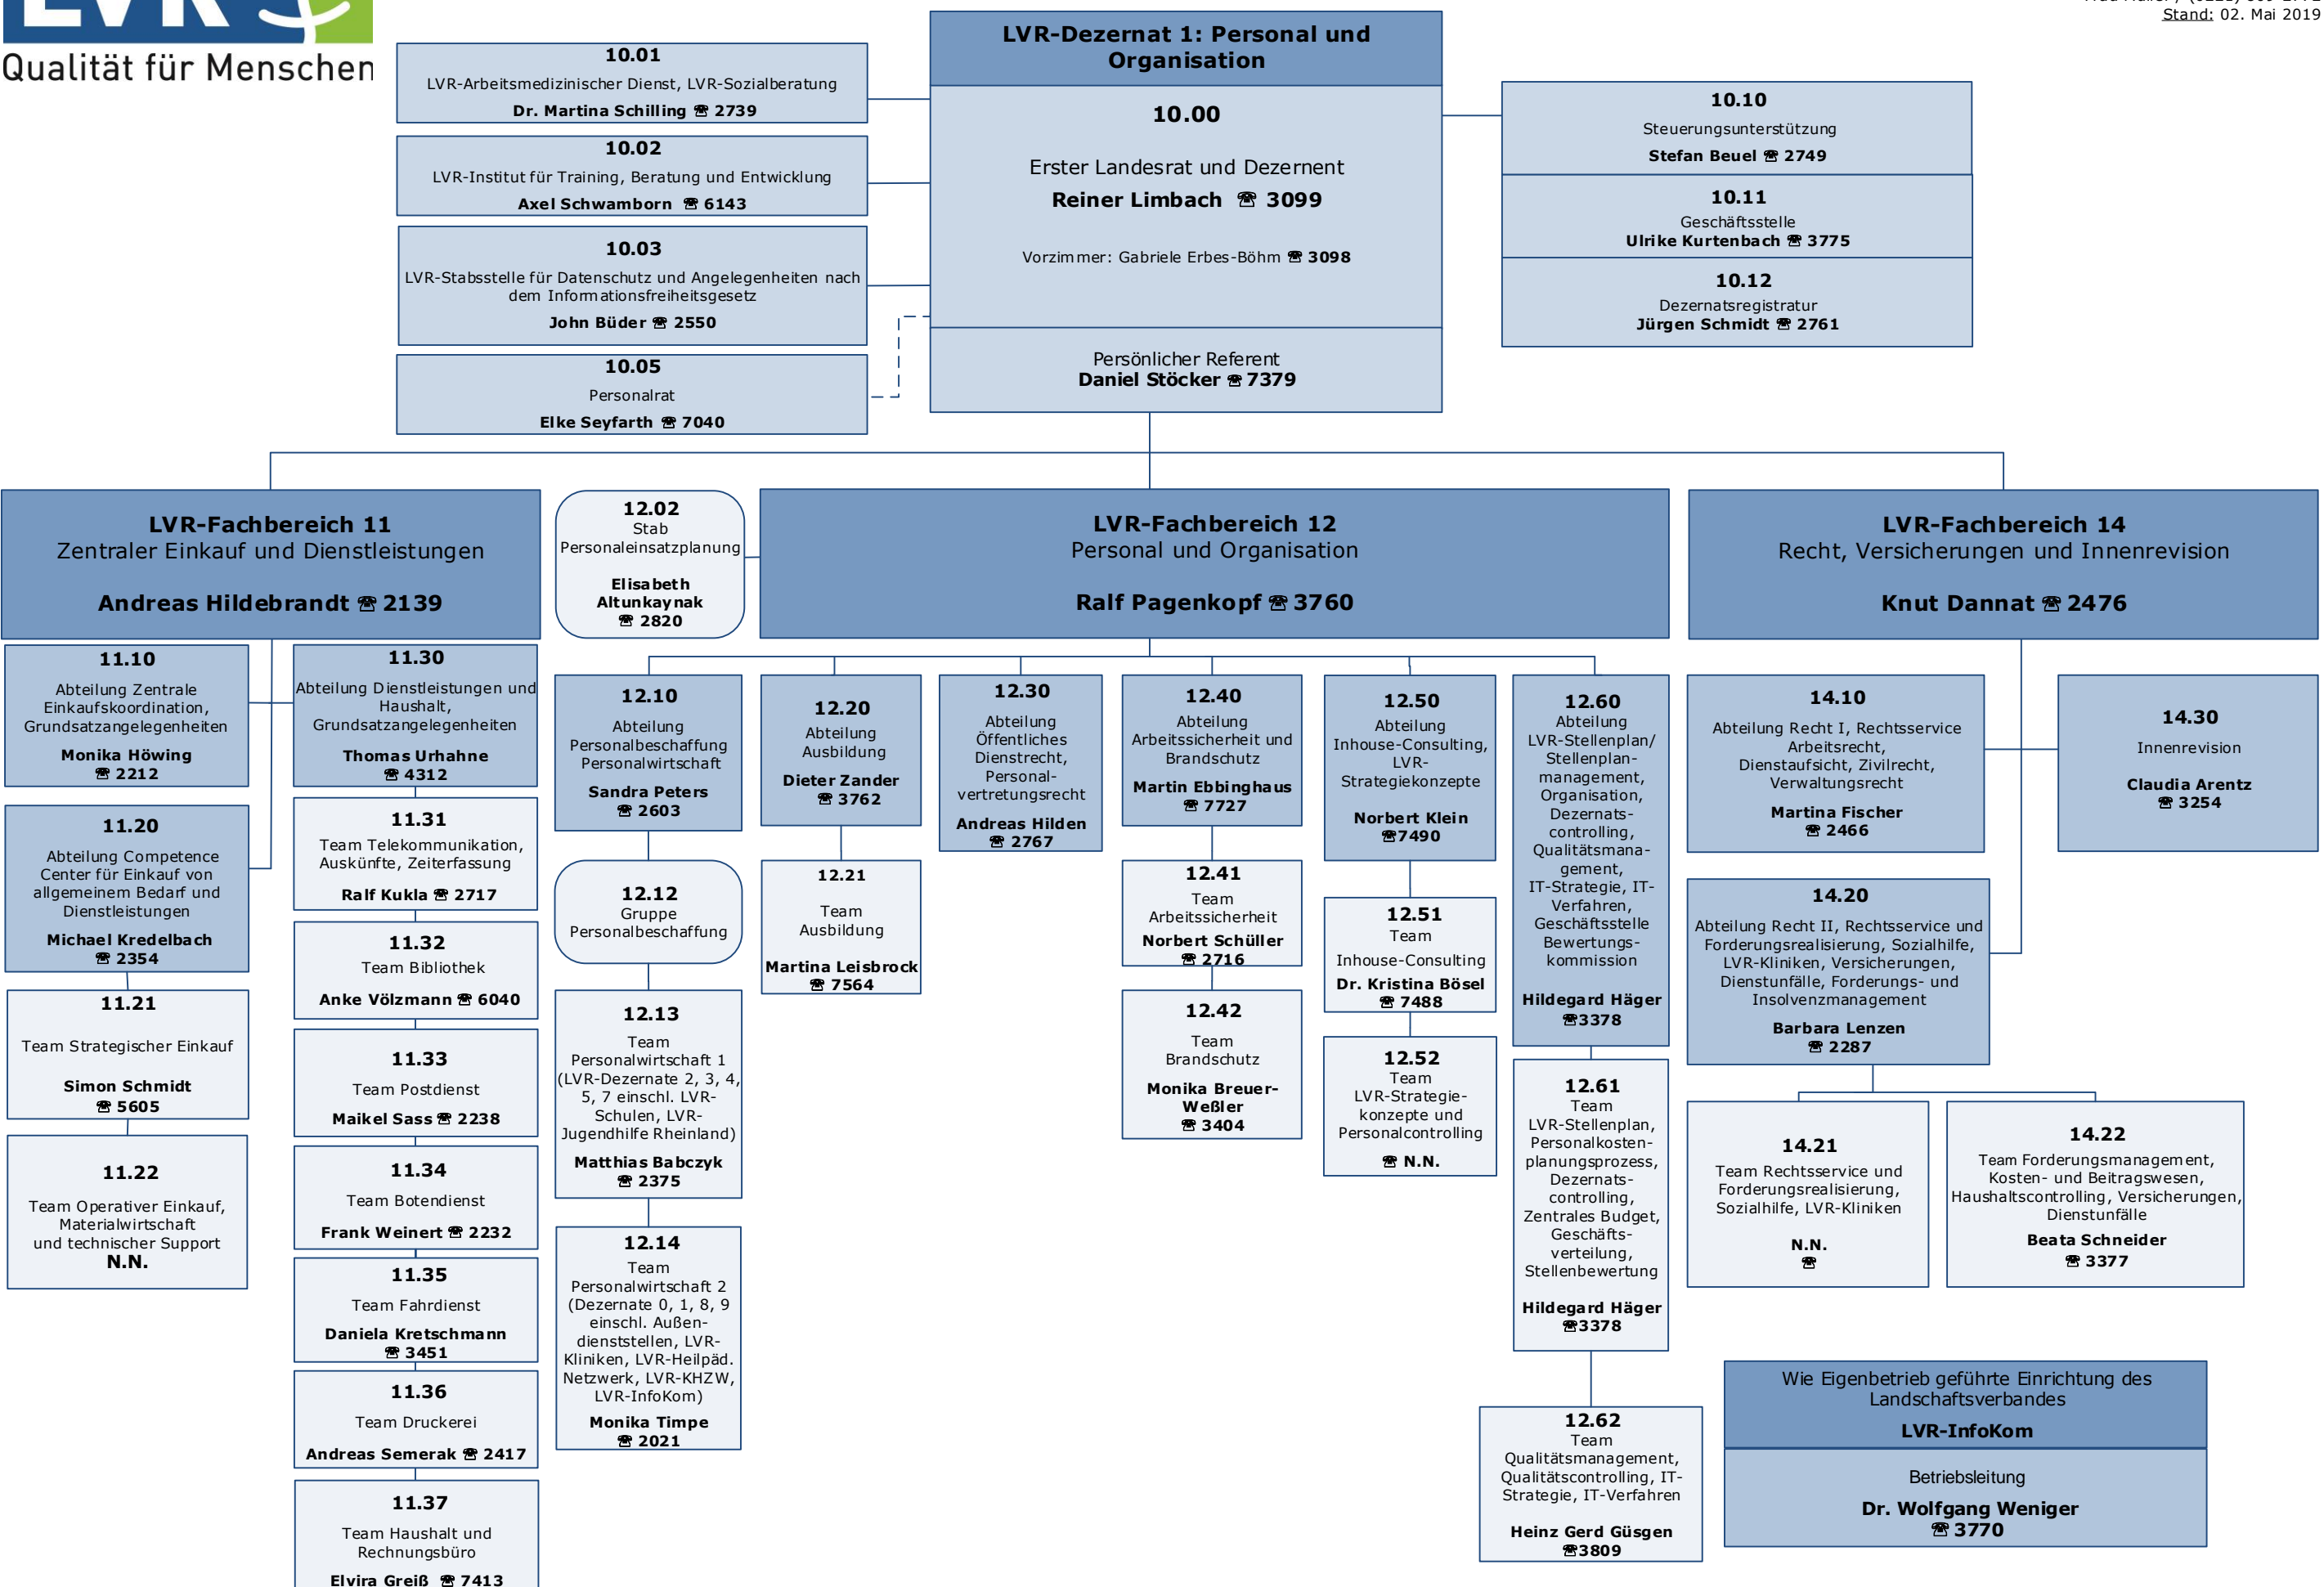 LVR
Qualität für Menschen
Stand: 02. Mai 2019
LVR-Dezernat 1: Personal und
Organisation
10.00
Erster Landesrat und Dezernent
Reiner Limbach ☎ 3099
Vorzimmer: Gabriele Erbes-Böhm ☎ 3098
Persönlicher Referent
Daniel Stöcker ☎ 7379
10.01
LVR-Arbeitsmedizinischer Dienst, LVR-Sozialberatung
Dr. Martina Schilling ☎ 2739
10.02
LVR-Institut für Training, Beratung und Entwicklung
Axel Schwamborn ☎ 6143
10.03
LVR-Stabsstelle für Datenschutz und Angelegenheiten nach
dem Informationsfreiheitsgesetz
John Büder ☎ 2550
10.05
Personalrat
Elke Seyfarth ☎ 7040
10.10
Steuerungsunterstützung
Stefan Beuel ☎ 2749
10.11
Geschäftsstelle
Ulrike Kurtenbach ☎ 3775
10.12
Dezernatsregistratur
Jürgen Schmidt ☎ 2761
LVR-Fachbereich 11
Zentraler Einkauf und Dienstleistungen
Andreas Hildebrandt ☎ 2139
11.10
Abteilung Zentrale
Einkaufskoordination,
Grundsatzangelegenheiten
Monika Höwing
☎ 2212
11.20
Abteilung Competence
Center für Einkauf von
allgemeinem Bedarf und
Dienstleistungen
Michael Kredelbach
☎ 2354
11.21
Team Strategischer Einkauf
Simon Schmidt
☎ 5605
11.22
Team Operativer Einkauf,
Materialwirtschaft
und technischer Support
N.N.
11.30
Abteilung Dienstleistungen und
Haushalt,
Grundsatzangelegenheiten
Thomas Urhahne
☎ 4312
11.31
Team Telekommunikation,
Auskünfte, Zeiterfassung
Ralf Kukla ☎ 2717
11.32
Team Bibliothek
Anke Völzmann ☎ 6040
11.33
Team Postdienst
Maikel Sass ☎ 2238
11.34
Team Botendienst
Frank Weinert ☎ 2232
11.35
Team Fahrdienst
Daniela Kretschmann
☎ 3451
11.36
Team Druckerei
Andreas Semerak ☎ 2417
11.37
Team Haushalt und
Rechnungsbüro
Elvira Greiß ☎ 7413
12.02
Stab
Personaleinsatzplanung
Elisabeth
Altunkaynak
☎ 2820
LVR-Fachbereich 12
Personal und Organisation
Ralf Pagenkopf ☎ 3760
12.10
Abteilung
Personalbeschaffung
Personalwirtschaft
Sandra Peters
☎ 2603
12.12
Gruppe
Personalbeschaffung
12.13
Team
Personalwirtschaft 1
(LVR-Dezernate 2, 3, 4,
5, 7 einschl. LVR-
Schulen, LVR-
Jugendhilfe Rheinland)
Matthias Babczyk
☎ 2375
12.14
Team
Personalwirtschaft 2
(Dezernate 0, 1, 8, 9
einschl. Außen-
dienststellen, LVR-
Kliniken, LVR-Heilpäd.
Netzwerk, LVR-KHZW,
LVR-InfoKom)
Monika Timpe
☎ 2021
12.20
Abteilung
Ausbildung
Dieter Zander
☎ 3762
12.21
Team
Ausbildung
Martina Leisbrock
☎ 7564
12.30
Abteilung
Öffentliches
Dienstrecht,
Personal-
vertretungsrecht
Andreas Hilden
☎ 2767
12.40
Abteilung
Arbeitssicherheit und
Brandschutz
Martin Ebbinghaus
☎ 7727
12.41
Team
Arbeitssicherheit
Norbert Schüller
☎ 2716
12.42
Team
Brandschutz
Monika Breuer-
Weßler
☎ 3404
12.50
Abteilung
Inhouse-Consulting,
LVR-
Strategiekonzepte
Norbert Klein
☎7490
12.51
Team
Inhouse-Consulting
Dr. Kristina Bösel
☎ 7488
12.52
Team
LVR-Strategie-
konzepte und
Personalcontrolling
☎ N.N.
12.60
Abteilung
LVR-Stellenplan/
Stellenplan-
management,
Organisation,
Dezernats-
controlling,
Qualitätsmana-
gement,
IT-Strategie, IT-
Verfahren,
Geschäftsstelle
Bewertungs-
kommission
Hildegard Häger
☎3378
12.61
Team
LVR-Stellenplan,
Personalkosten-
planungsprozess,
Dezernats-
controlling,
Zentrales Budget,
Geschäfts-
verteilung,
Stellenbewertung
Hildegard Häger
☎3378
12.62
Team
Qualitätsmanagement,
Qualitätscontrolling, IT-
Strategie, IT-Verfahren
Heinz Gerd Güsgen
☎3809
LVR-Fachbereich 14
Recht, Versicherungen und Innenrevision
Knut Dannat ☎ 2476
14.10
Abteilung Recht I, Rechtsservice
Arbeitsrecht,
Dienstaufsicht, Zivilrecht,
Verwaltungsrecht
Martina Fischer
☎ 2466
14.30
Innenrevision
Claudia Arentz
☎ 3254
14.20
Abteilung Recht II, Rechtsservice und
Forderungsrealisierung, Sozialhilfe,
LVR-Kliniken, Versicherungen,
Dienstunfälle, Forderungs- und
Insolvenzmanagement
Barbara Lenzen
☎ 2287
14.21
Team Rechtsservice und
Forderungsrealisierung,
Sozialhilfe, LVR-Kliniken
N.N.
☎
14.22
Team Forderungsmanagement,
Kosten- und Beitragswesen,
Haushaltscontrolling, Versicherungen,
Dienstunfälle
Beata Schneider
☎ 3377
Wie Eigenbetrieb geführte Einrichtung des
Landschaftsverbandes
LVR-InfoKom
Betriebsleitung
Dr. Wolfgang Weniger
☎ 3770